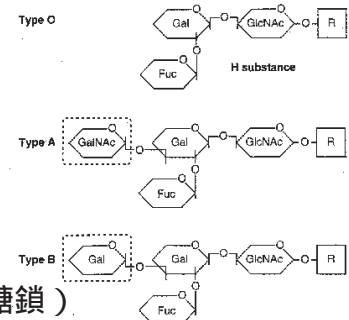 Type O
Gal O GlcNAc O R
Fuc
H substance
Type A
GalNAc O Gal O GlcNAc O R
Fuc
Type B
Gal O Gal O GlcNAc O R
糖鎖）
Fuc